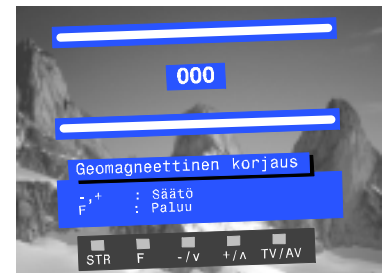 000
Geomagneettinen korjaus
-,+ : Säätö
F : Paluu
STR F -/v +/ʌ TV/AV